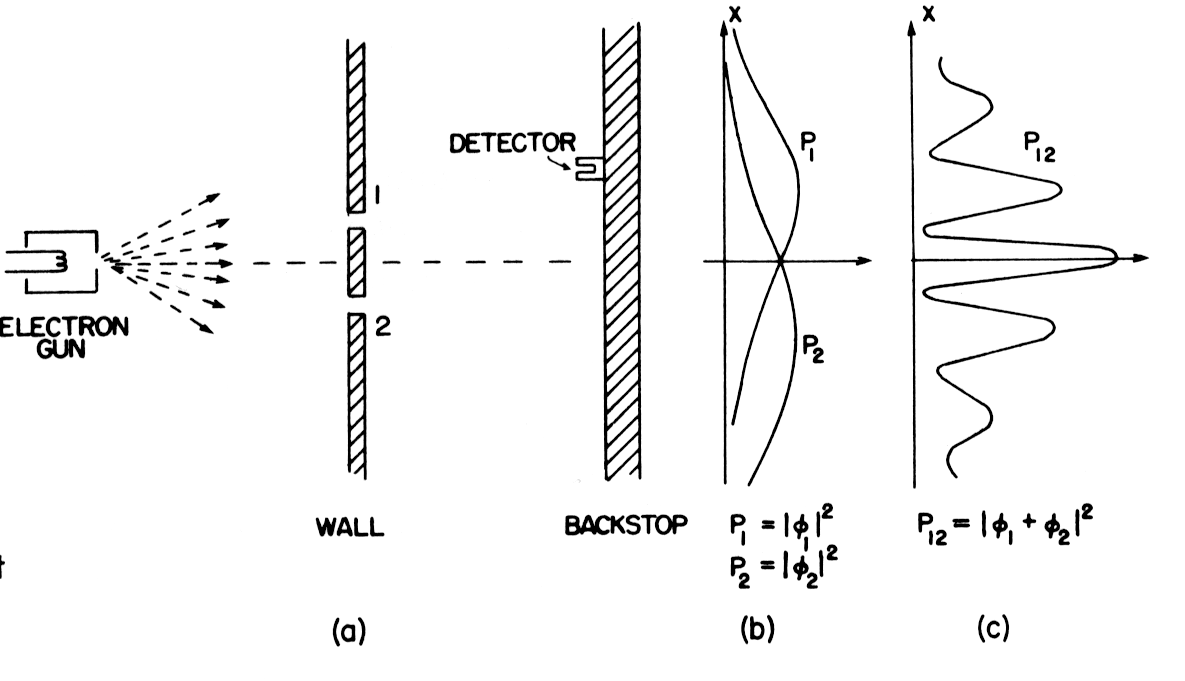 x
x
DETECTOR
P₁
P₁₂
1
ELECTRON
GUN
2
P₂
WALL
BACKSTOP
P₁ = |ϕ₁|²
P₂ = |ϕ₂|²
P₁₂ = |ϕ₁ + ϕ₂|²
(a)
(b)
(c)